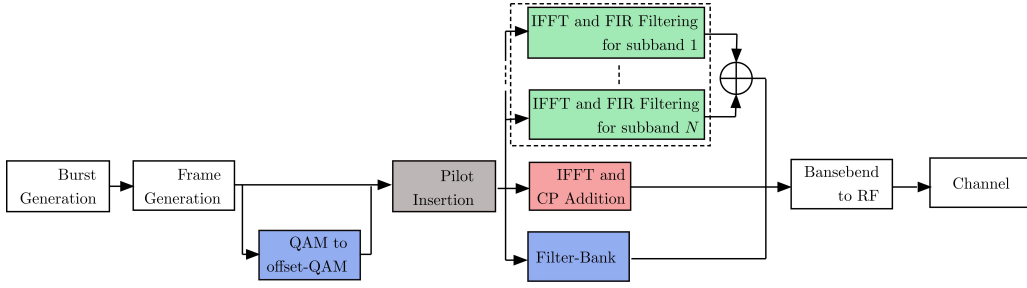 IFFT and FIR Filtering
for subband 1
IFFT and FIR Filtering
for subband N
Burst
Generation
Frame
Generation
Pilot
Insertion
IFFT and
CP Addition
Bansebend
to RF
Channel
QAM to
offset-QAM
Filter-Bank